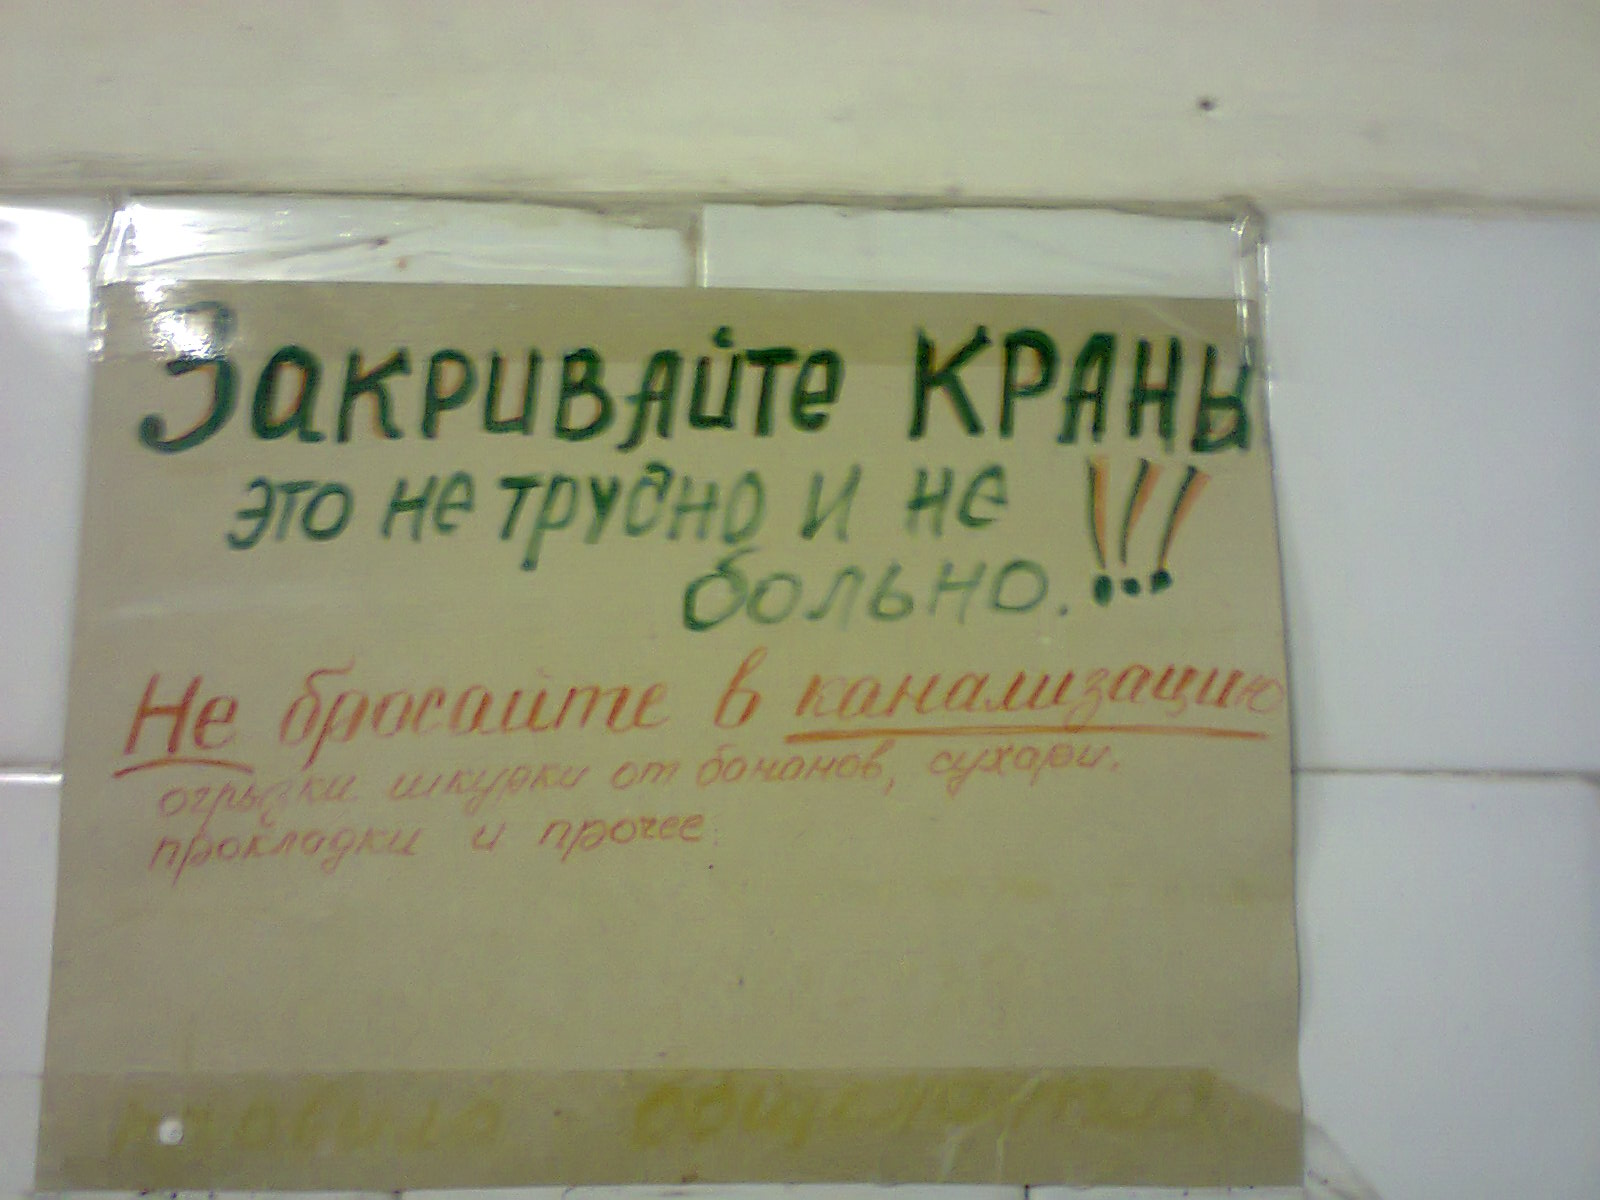 Закривайте КРАНЫ
это не трудно и не !!!
больно.
Не бросайте в канализацию
огрызки шкурки от бананов, сухари.
прокладки и прочее.